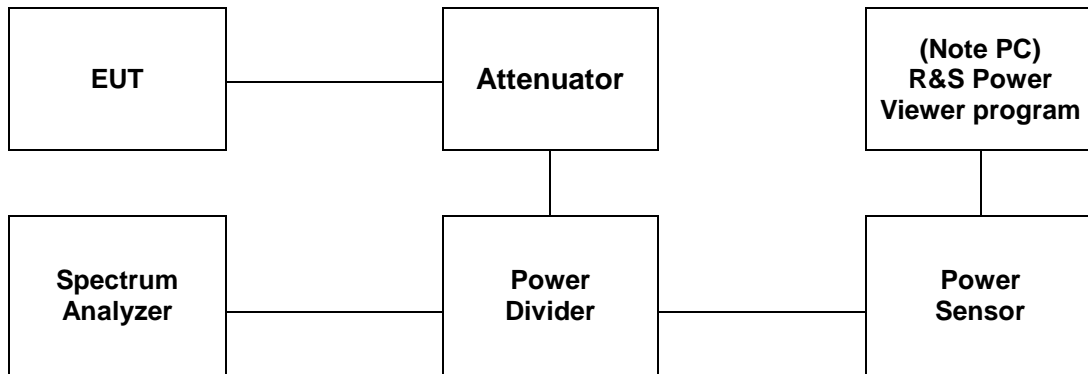 EUT
Attenuator
(Note PC)
R&S Power
Viewer program
Spectrum
Analyzer
Power
Divider
Power
Sensor